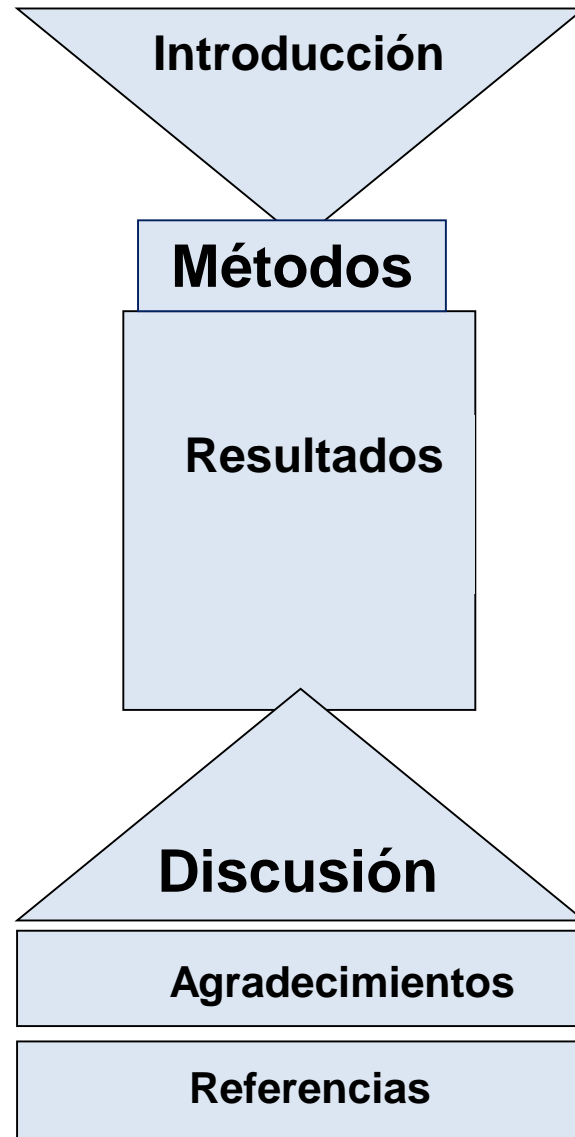 Introducción
Métodos
Resultados
Discusión
Agradecimientos
Referencias